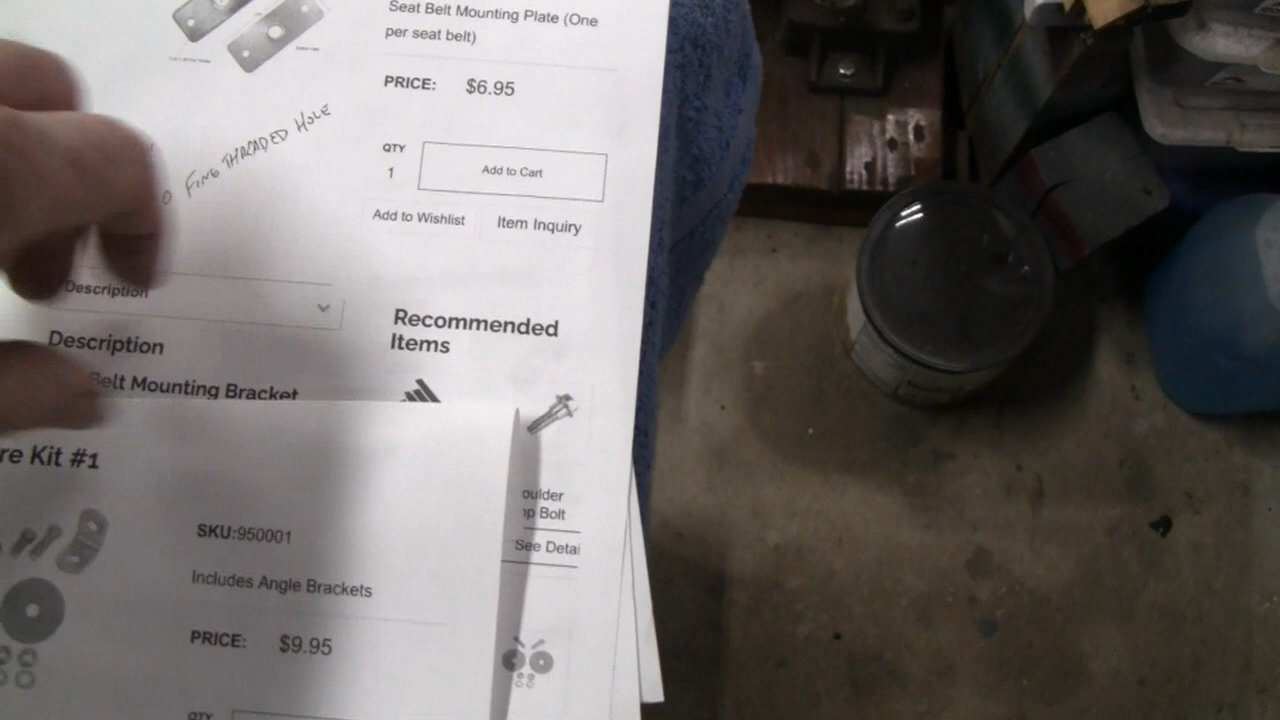 Seat Belt Mounting Plate (One
per seat belt)
PRICE: $6.95
FINE THREADED HOLE
QTY
1
Add to Cart
Add to Wishlist
Item Inquiry
Description
Description
Belt Mounting Bracket
Recommended
Items
oulder
op Bolt
See Detai
re Kit #1
SKU:950001
Includes Angle Brackets
PRICE: $9.95
QTY